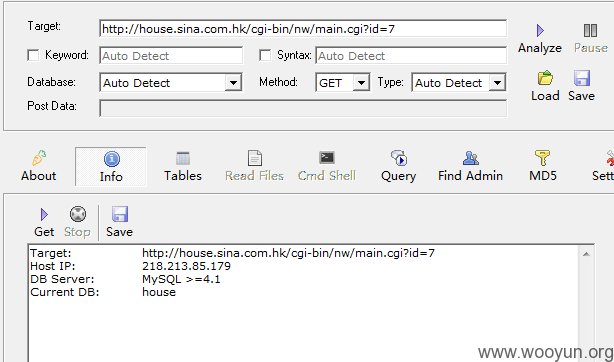 Target: http://house.sina.com.hk/cgi-bin/nw/main.cgi?id=7
Keyword: Auto Detect Syntax: Auto Detect
Analyze Pause
Database: Auto Detect Method: GET Type: Auto Detect
Post Data:
Load Save
About Info Tables Read Files Cmd Shell Query Find Admin MD5 Sett
Get Stop Save
Target: http://house.sina.com.hk/cgi-bin/nw/main.cgi?id=7
Host IP: 218.213.85.179
DB Server: MySQL >=4.1
Current DB: house
www.wooyun.org